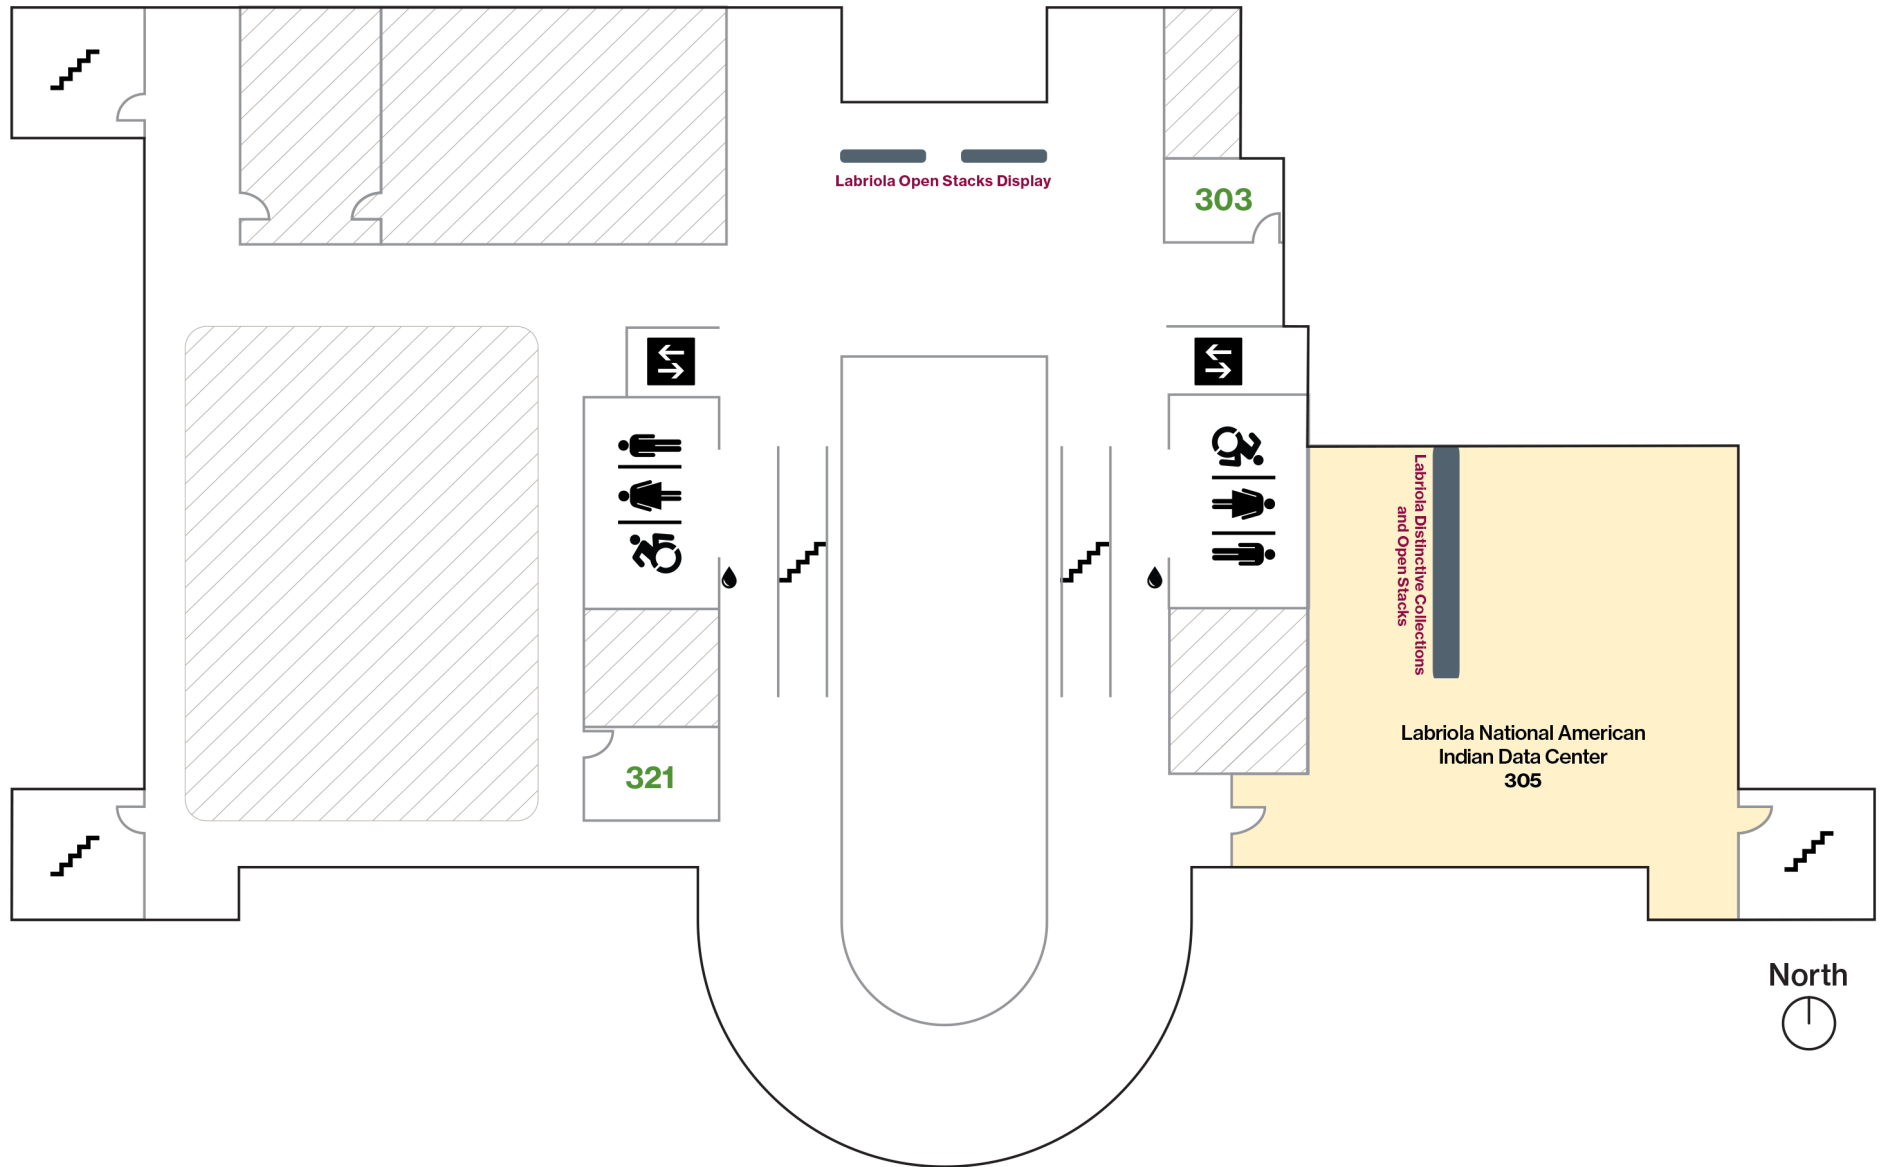 Labriola Open Stacks Display
303
Labriola Distinctive Collections
and Open Stacks
Labriola National American
Indian Data Center
305
321
North